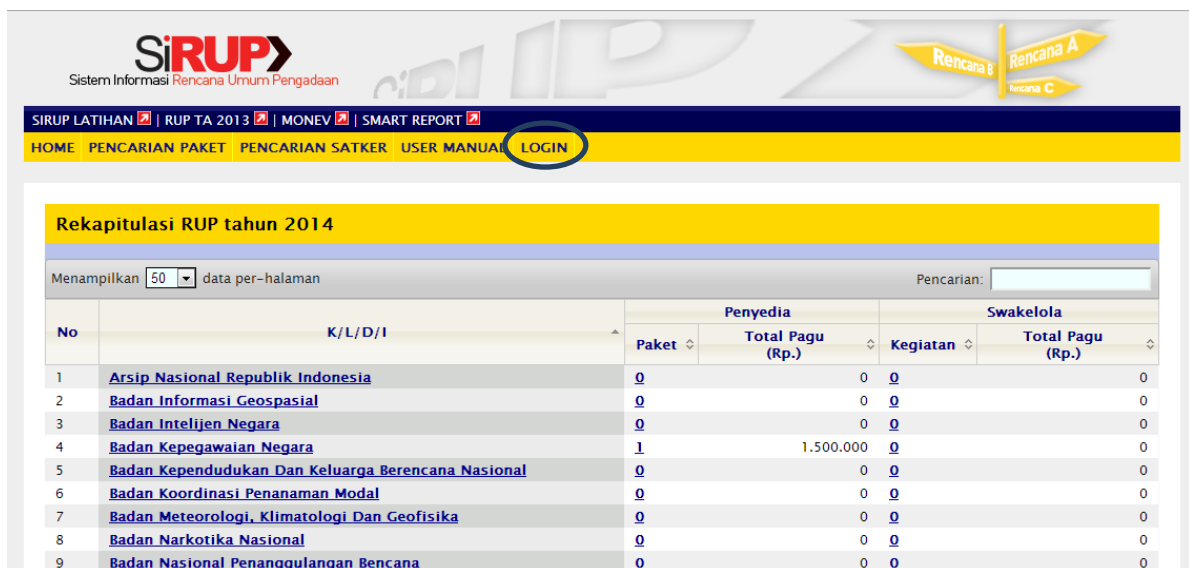 SiRUP
Sistem Informasi Rencana Umum Pengadaan
Rencana B
Rencana A
Rencana C
SIRUP LATIHAN | RUP TA 2013 | MONEV | SMART REPORT
HOME PENCARIAN PAKET PENCARIAN SATKER USER MANUAL LOGIN
Rekapitulasi RUP tahun 2014
Menampilkan 50 data per-halaman Pencarian:
No K/L/D/I Penyedia Swakelola
Paket Total Pagu (Rp.) Kegiatan Total Pagu (Rp.)
1 Arsip Nasional Republik Indonesia 0 0 0 0
2 Badan Informasi Geospasial 0 0 0 0
3 Badan Intelijen Negara 0 0 0 0
4 Badan Kepegawaian Negara 1 1.500.000 0 0
5 Badan Kependudukan Dan Keluarga Berencana Nasional 0 0 0 0
6 Badan Koordinasi Penanaman Modal 0 0 0 0
7 Badan Meteorologi, Klimatologi Dan Geofisika 0 0 0 0
8 Badan Narkotika Nasional 0 0 0 0
9 Badan Nasional Penanggulangan Bencana 0 0 0 0